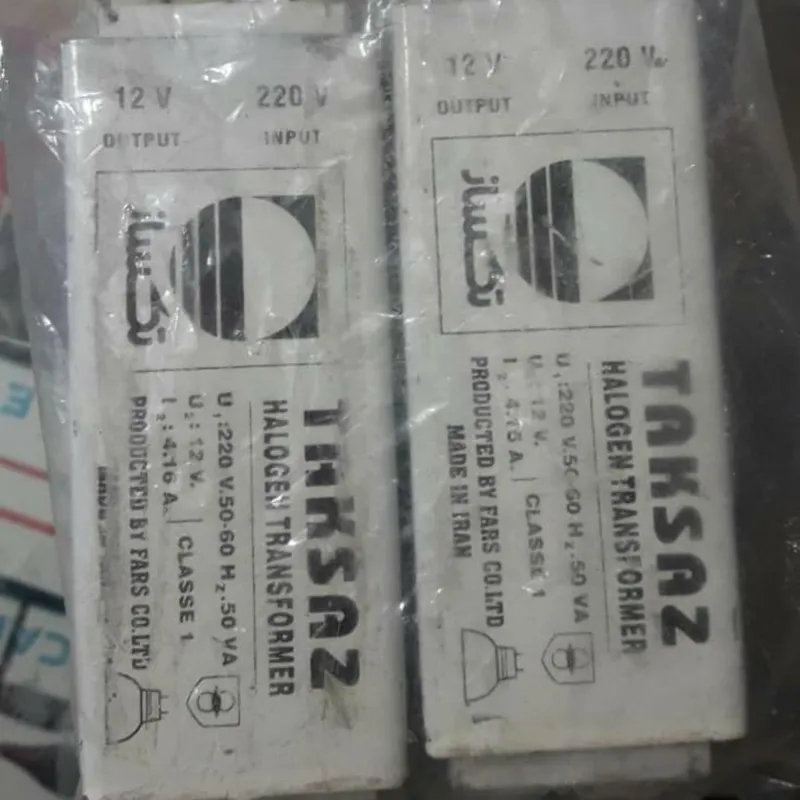 12 V 220 V
OUTPUT INPUT
تکساز
TAKSAZ
HALOGEN TRANSFORMER
U₁:220 V.50-60 Hz.50 VA
U₂: 12 V.
I₂: 4.16 A. | CLASSE 1
PRODUCTED BY FARS CO.LTD
12 V 220 V
OUTPUT INPUT
تکساز
TAKSAZ
HALOGEN TRANSFORMER
U₁:220 V.50-60 Hz.50 VA
U₂: 12 V.
I₂: 4.16 A. | CLASSE 1
PRODUCTED BY FARS CO.LTD
MADE IN IRAN